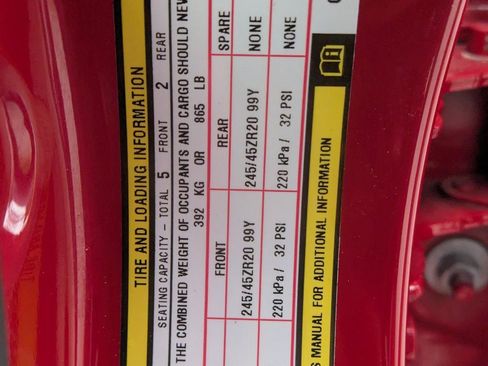 TIRE AND LOADING INFORMATION
SEATING CAPACITY - TOTAL 5 FRONT 2 REAR
THE COMBINED WEIGHT OF OCCUPANTS AND CARGO SHOULD NEV
392 KG OR 865 LB
FRONT REAR SPARE
245/45ZR20 99Y 245/45ZR20 99Y NONE
220 kPa / 32 PSI 220 kPa / 32 PSI NONE
S MANUAL FOR ADDITIONAL INFORMATION